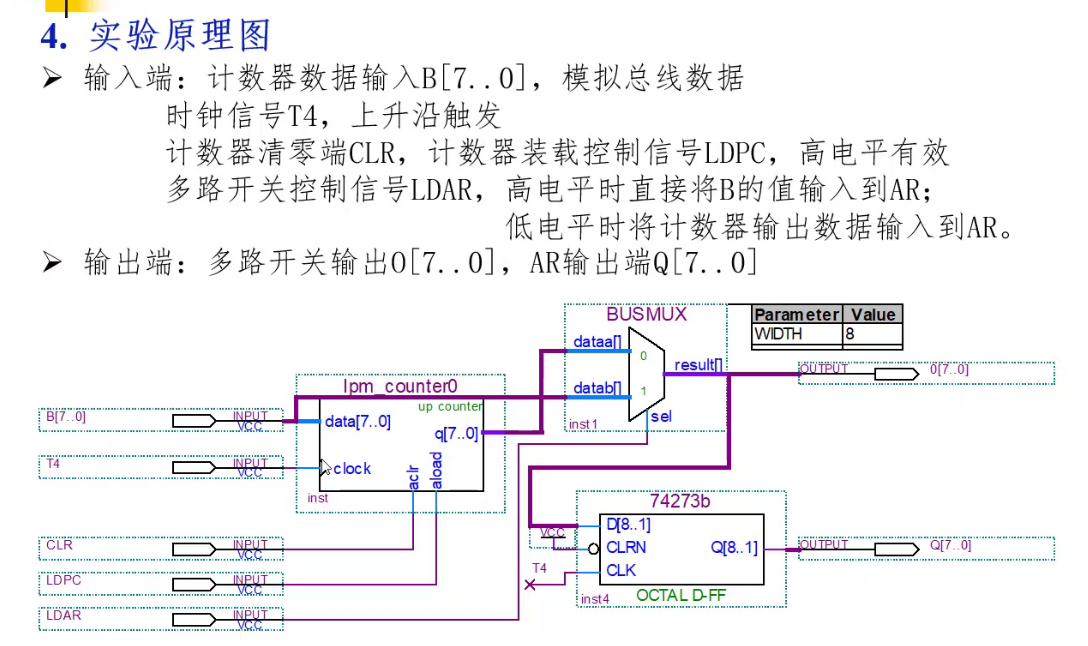 4. 实验原理图
➢ 输入端：计数器数据输入B[7..0]，模拟总线数据
时钟信号T4，上升沿触发
计数器清零端CLR，计数器装载控制信号LDPC，高电平有效
多路开关控制信号LDAR，高电平时直接将B的值输入到AR；
低电平时将计数器输出数据输入到AR。
➢ 输出端：多路开关输出O[7..0]，AR输出端Q[7..0]
BUSMUX
Parameter Value
WIDTH 8
dataa[]
0
result[]
datab[]
1
sel
inst1
OUTPUT
0[7..0]
lpm_counter0
up counter
data[7..0]
q[7..0]
clock
aclr
aload
inst
B[7..0]
INPUT
VCC
T4
INPUT
VCC
CLR
INPUT
VCC
LDPC
INPUT
VCC
LDAR
INPUT
VCC
74273b
VCC
D[8..1]
CLRN
Q[8..1]
CLK
T4
inst4
OCTAL D-FF
OUTPUT
Q[7..0]